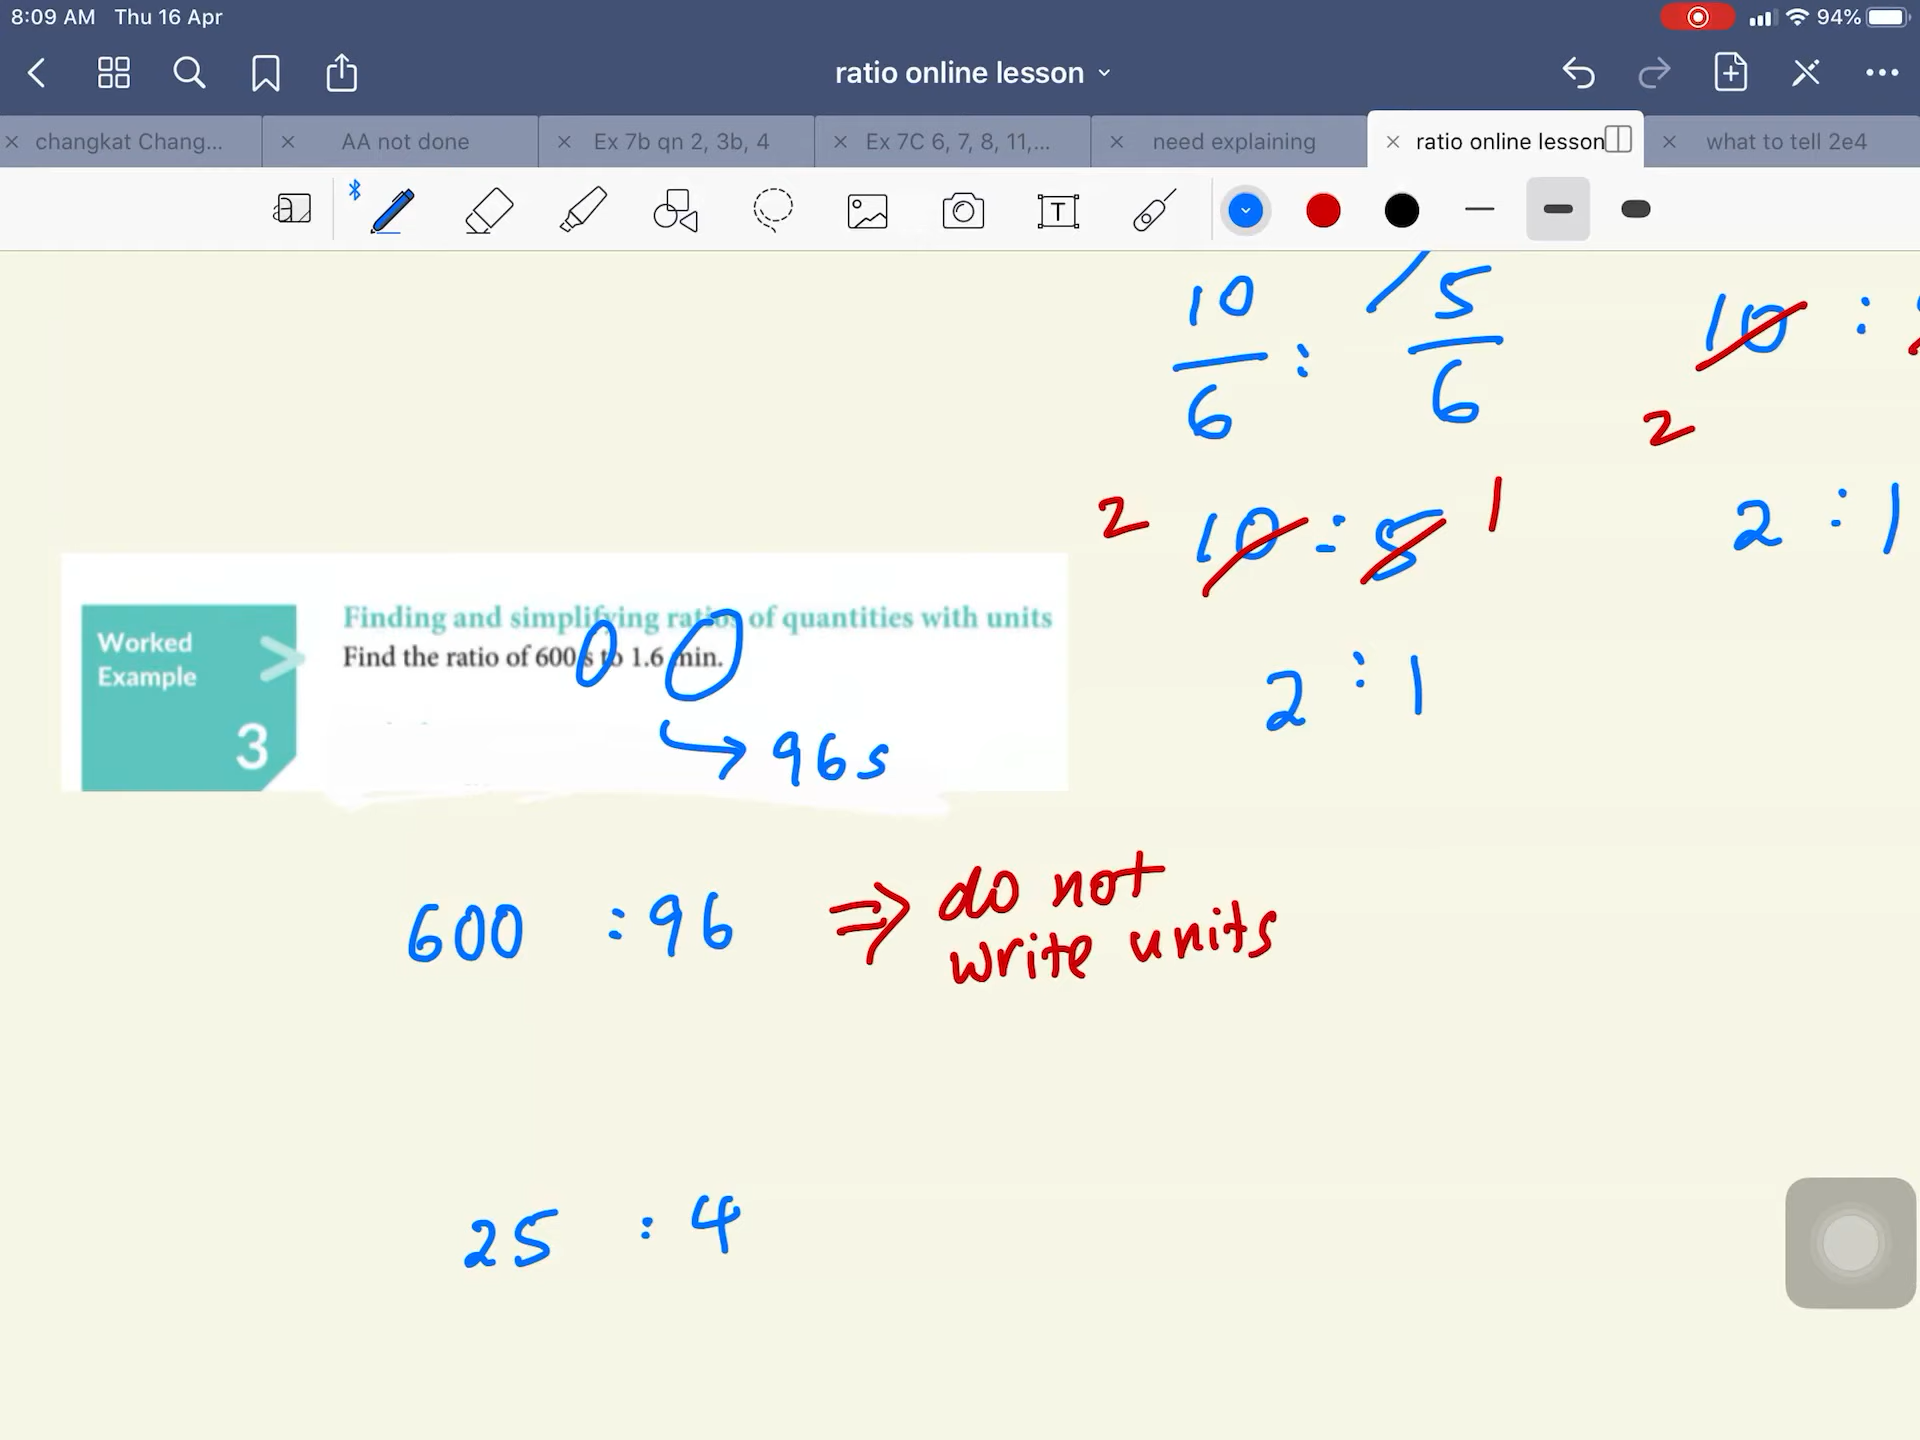 8:09 AM Thu 16 Apr
94%
ratio online lesson
changkat Chang...
AA not done
Ex 7b qn 2, 3b, 4
Ex 7C 6, 7, 8, 11,...
need explaining
ratio online lesson
what to tell 2e4
T
10 : 5
6 6
10 :
2
2 10 : 5 1
2 : 1
2 : 1
Worked
Example
3
Finding and simplifying ratios of quantities with units
Find the ratio of 600 s to 1.6 min.
→ 96s
600 : 96 ⇒ do not
write units
25 : 4